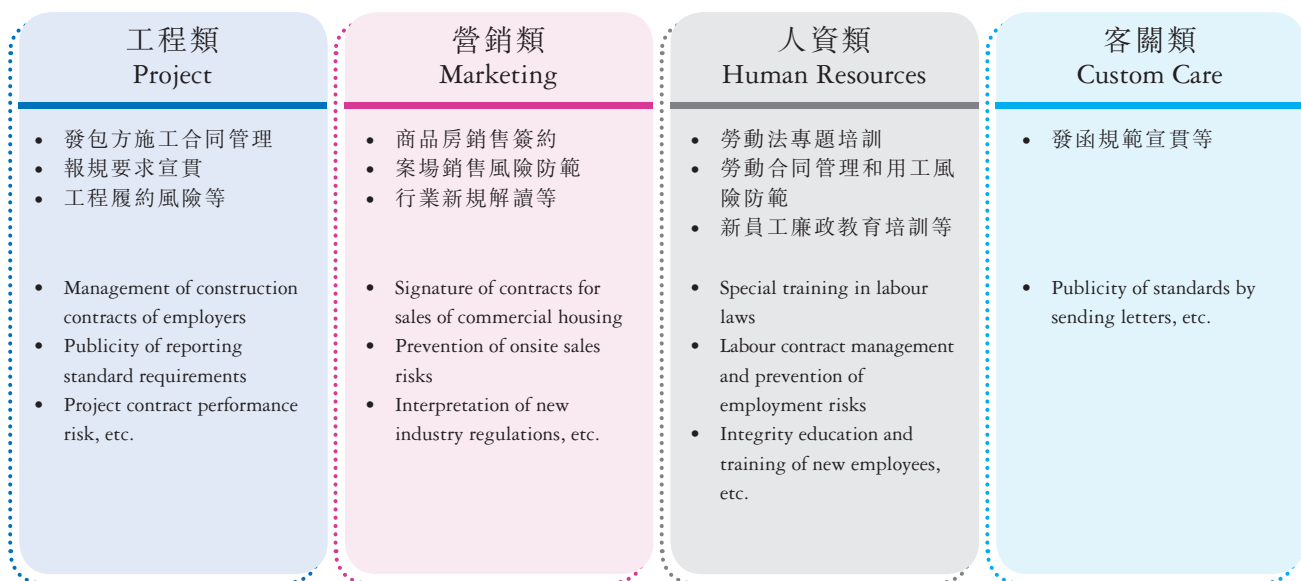 工程類
Project
發包方施工合同管理
報規要求宣貫
工程履約風險等
Management of construction
contracts of employers
Publicity of reporting
standard requirements
Project contract performance
risk, etc.
營銷類
Marketing
商品房銷售簽約
案場銷售風險防範
行業新規解讀等
Signature of contracts for
sales of commercial housing
Prevention of onsite sales
risks
Interpretation of new
industry regulations, etc.
人資類
Human Resources
勞動法專題培訓
勞動合同管理和用工風
險防範
新員工廉政教育培訓等
Special training in labour
laws
Labour contract management
and prevention of
employment risks
Integrity education and
training of new employees,
etc.
客關類
Custom Care
發函規範宣貫等
Publicity of standards by
sending letters, etc.